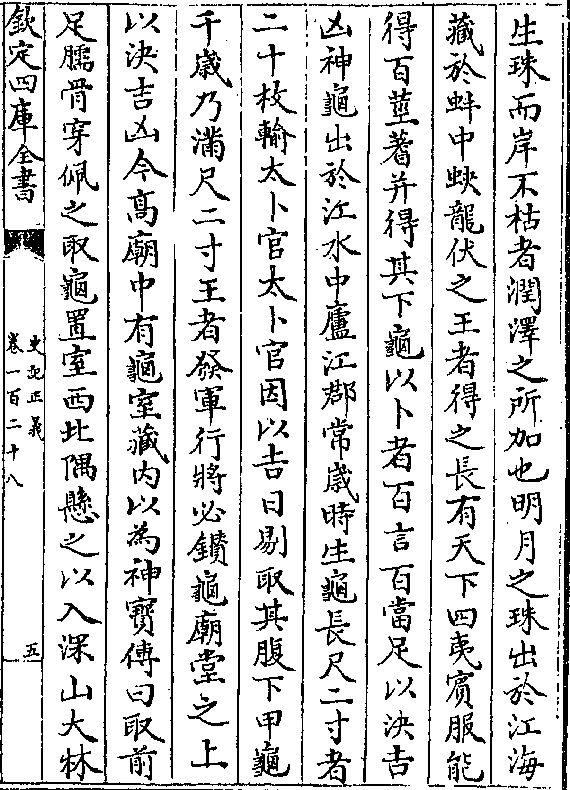 生珠而岸不枯者潤澤之所加也明月之珠出於江海
藏於蚌中蚗龍伏之王者得之長有天下四夷賓服能
得百莖蓍并得其下龜以卜者百言百當足以決吉
凶神龜出於江水中廬江郡常歳時生龜長尺二寸者
二十枚輸太卜官太卜官因以吉日剔取其腹下甲龜
千歳乃滿尺二寸王者發軍行將必鑚龜廟堂之上
以決吉凶今髙廟中有龜室藏内以為神寳傳曰取前
足臑骨穿佩之取龜置室西北隅懸之以入深山大林
欽定四庫全書
史記正義
卷一百二十八
五